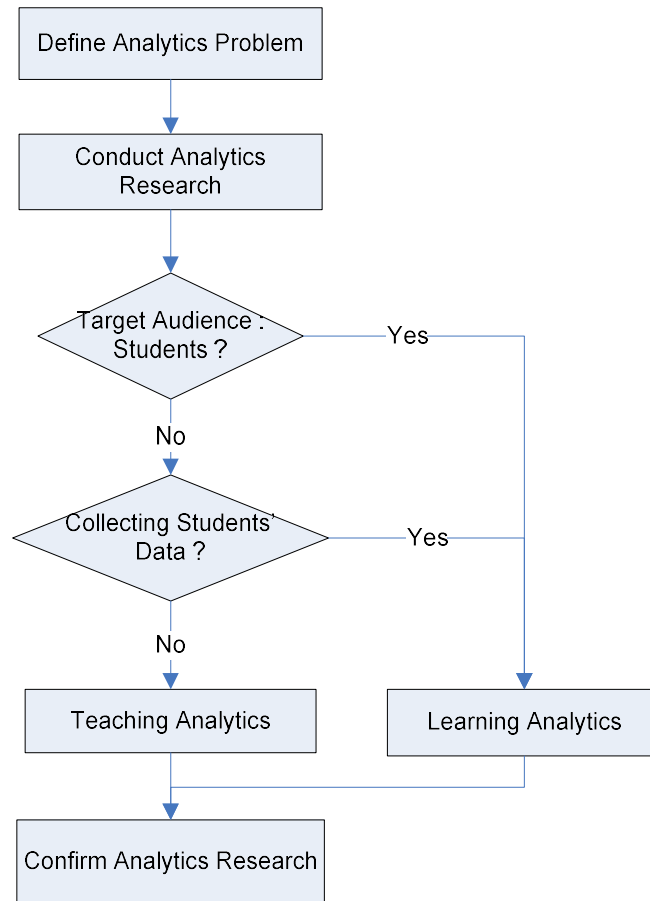 Define Analytics Problem
Conduct Analytics
Research
Target Audience :
Students ?
Yes
No
Collecting Students’
Data ?
Yes
No
Teaching Analytics
Learning Analytics
Confirm Analytics Research